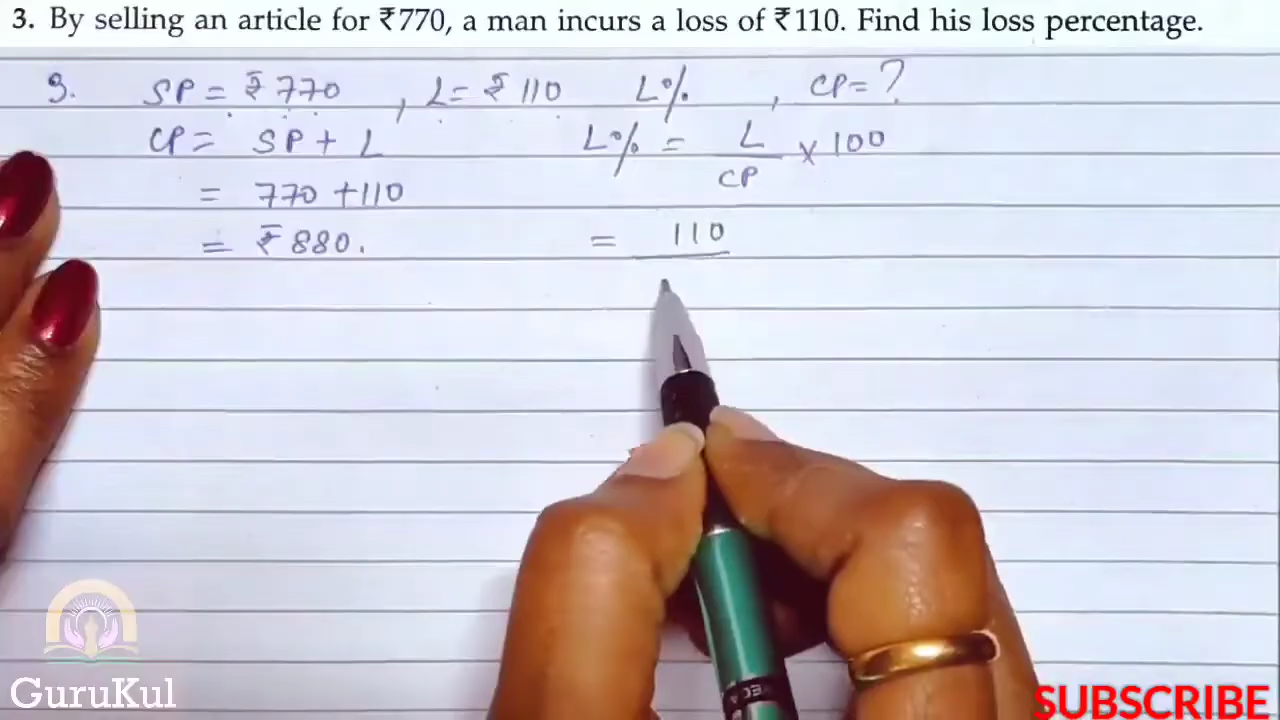 3. By selling an article for ₹770, a man incurs a loss of ₹110. Find his loss percentage.
3. SP = ₹770, L = ₹110 L%, CP = ?
CP = SP + L L% = L/CP × 100
= 770 + 110
= ₹880. = 110
GuruKul
SUBSCRIBE